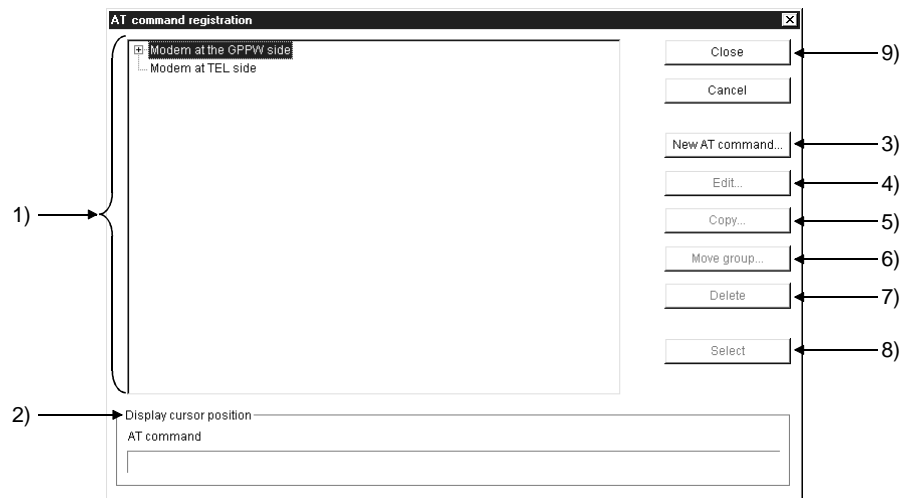 AT command registration
Modem at the GPPW side
Modem at TEL side
Close
9)
Cancel
New AT command...
3)
Edit...
4)
1)
Copy...
5)
Move group...
6)
Delete
7)
Select
8)
2)
Display cursor position
AT command